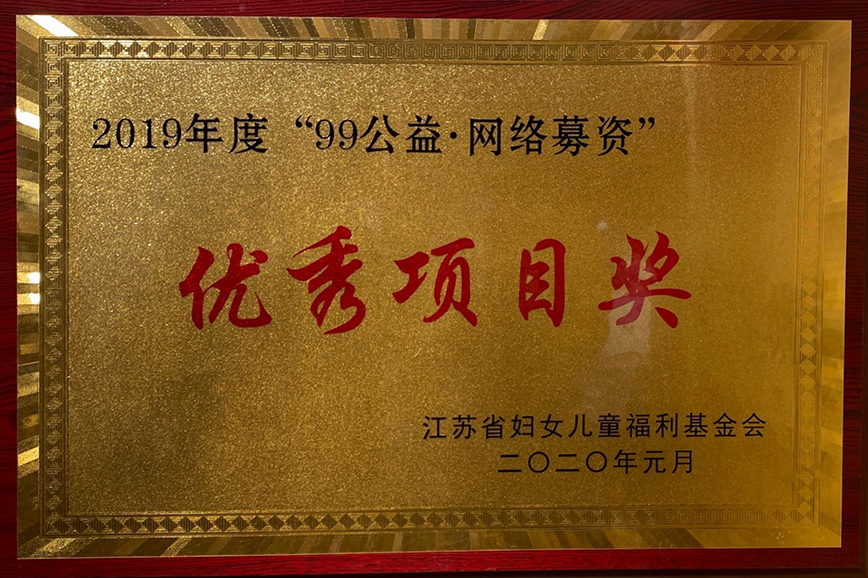 2019年度“99公益·网络募资”
优秀项目奖
江苏省妇女儿童福利基金会
二〇二〇年元月